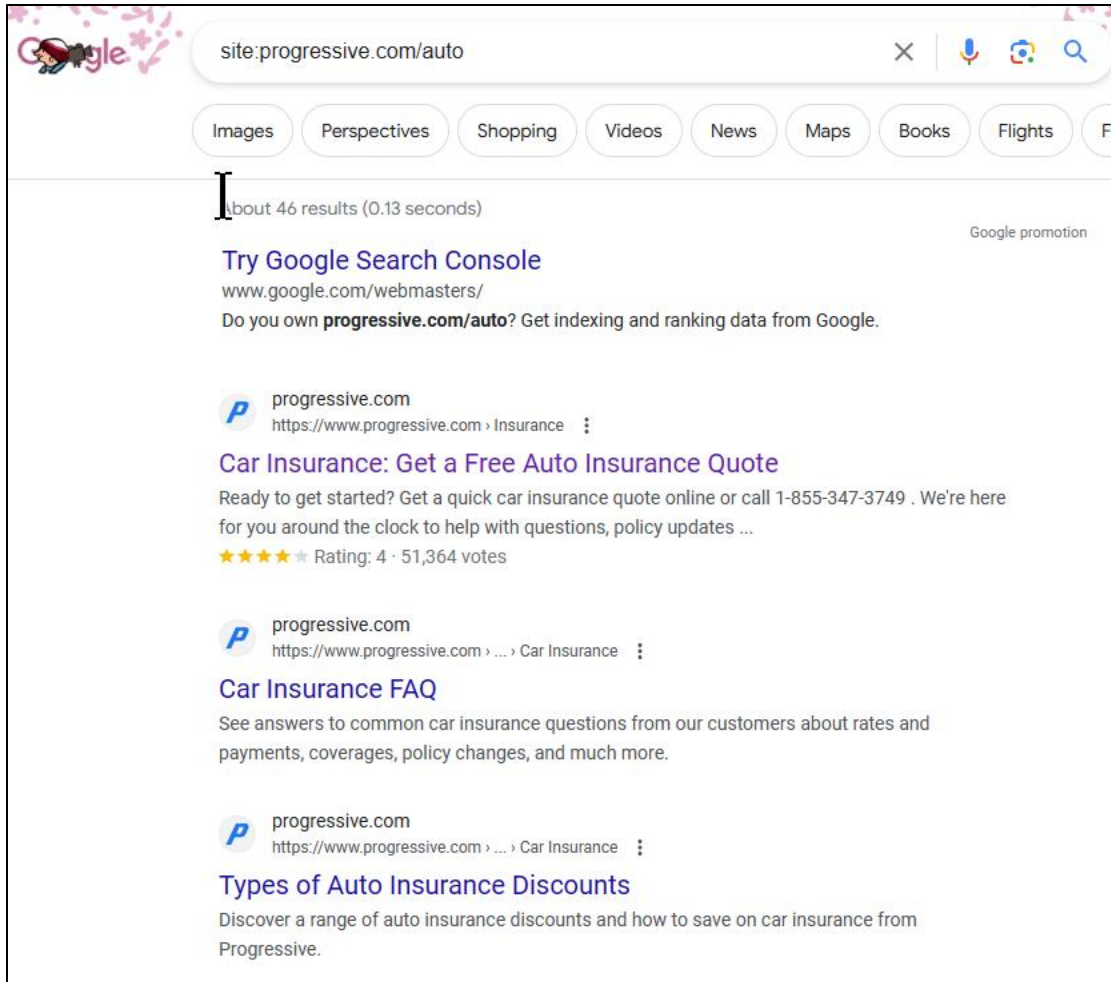 Google
site:progressive.com/auto
Images Perspectives Shopping Videos News Maps Books Flights F
About 46 results (0.13 seconds)
Google promotion
Try Google Search Console
www.google.com/webmasters/
Do you own progressive.com/auto? Get indexing and ranking data from Google.
progressive.com
https://www.progressive.com › Insurance
Car Insurance: Get a Free Auto Insurance Quote
Ready to get started? Get a quick car insurance quote online or call 1-855-347-3749 . We're here
for you around the clock to help with questions, policy updates ...
Rating: 4 · 51,364 votes
progressive.com
https://www.progressive.com › ... › Car Insurance
Car Insurance FAQ
See answers to common car insurance questions from our customers about rates and
payments, coverages, policy changes, and much more.
progressive.com
https://www.progressive.com › ... › Car Insurance
Types of Auto Insurance Discounts
Discover a range of auto insurance discounts and how to save on car insurance from
Progressive.